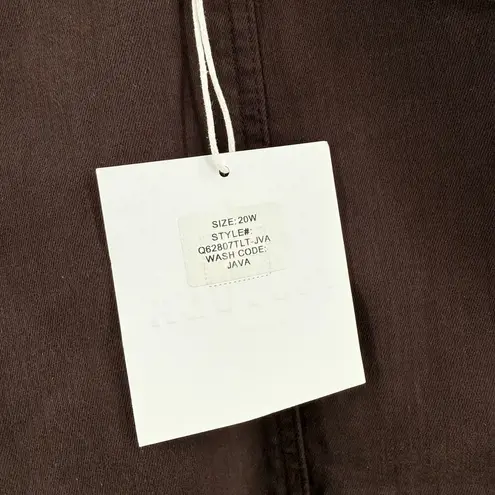 SIZE: 20W
STYLE#:
Q62807TLT-JVA
WASH CODE:
JAVA